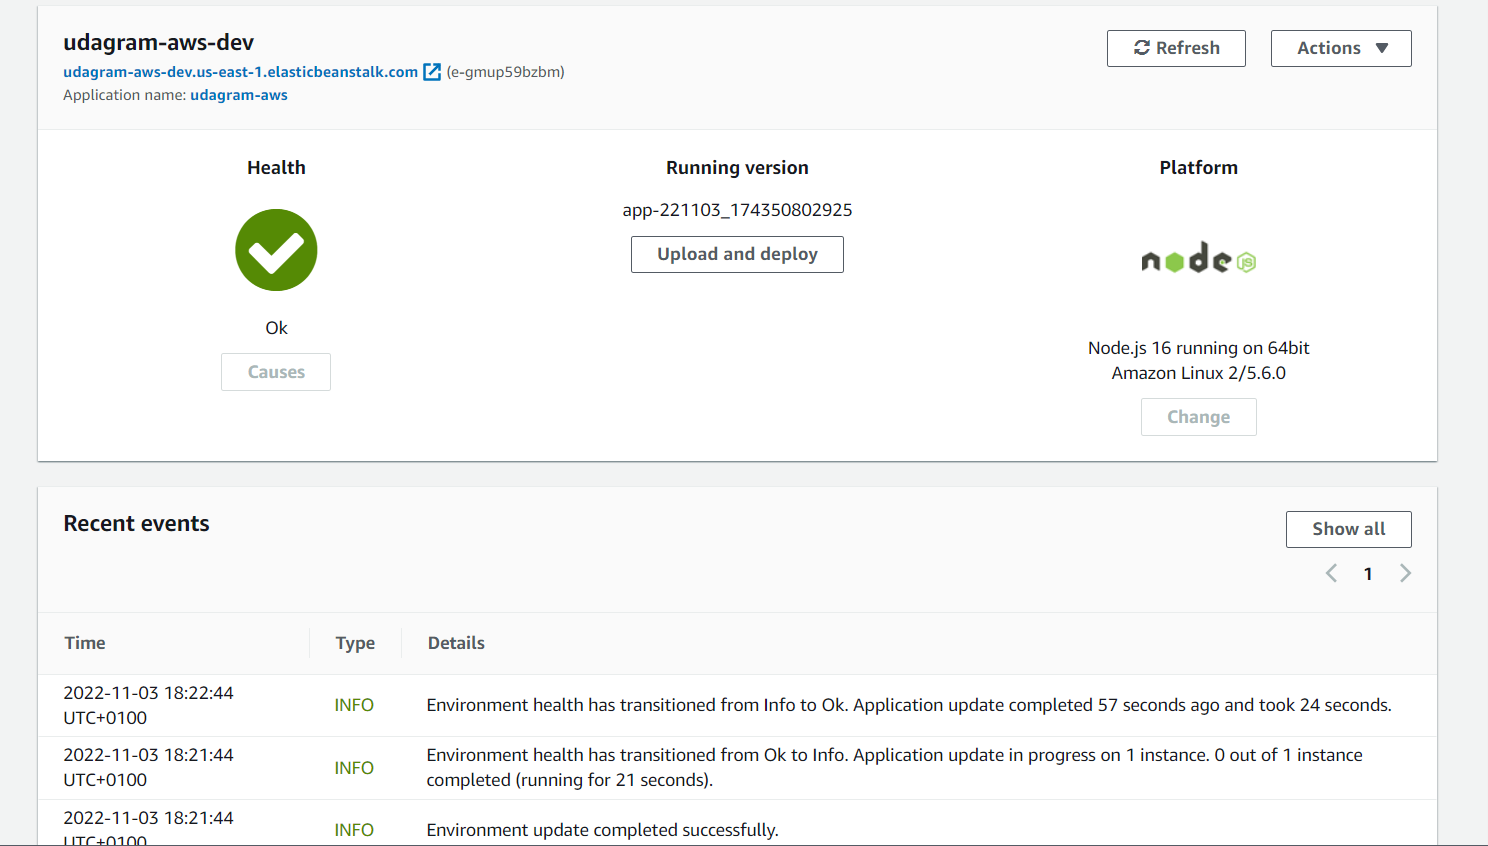 udagram-aws-dev
Refresh
Actions
udagram-aws-dev.us-east-1.elasticbeanstalk.com (e-gmup59bzbm)
Application name: udagram-aws
Health
Running version
Platform
app-221103_174350802925
Upload and deploy
node JS
Ok
Causes
Node.js 16 running on 64bit
Amazon Linux 2/5.6.0
Change
Recent events
Show all
1
Time
Type
Details
2022-11-03 18:22:44
UTC+0100
INFO
Environment health has transitioned from Info to Ok. Application update completed 57 seconds ago and took 24 seconds.
2022-11-03 18:21:44
UTC+0100
INFO
Environment health has transitioned from Ok to Info. Application update in progress on 1 instance. 0 out of 1 instance
completed (running for 21 seconds).
2022-11-03 18:21:44
UTC+0100
INFO
Environment update completed successfully.